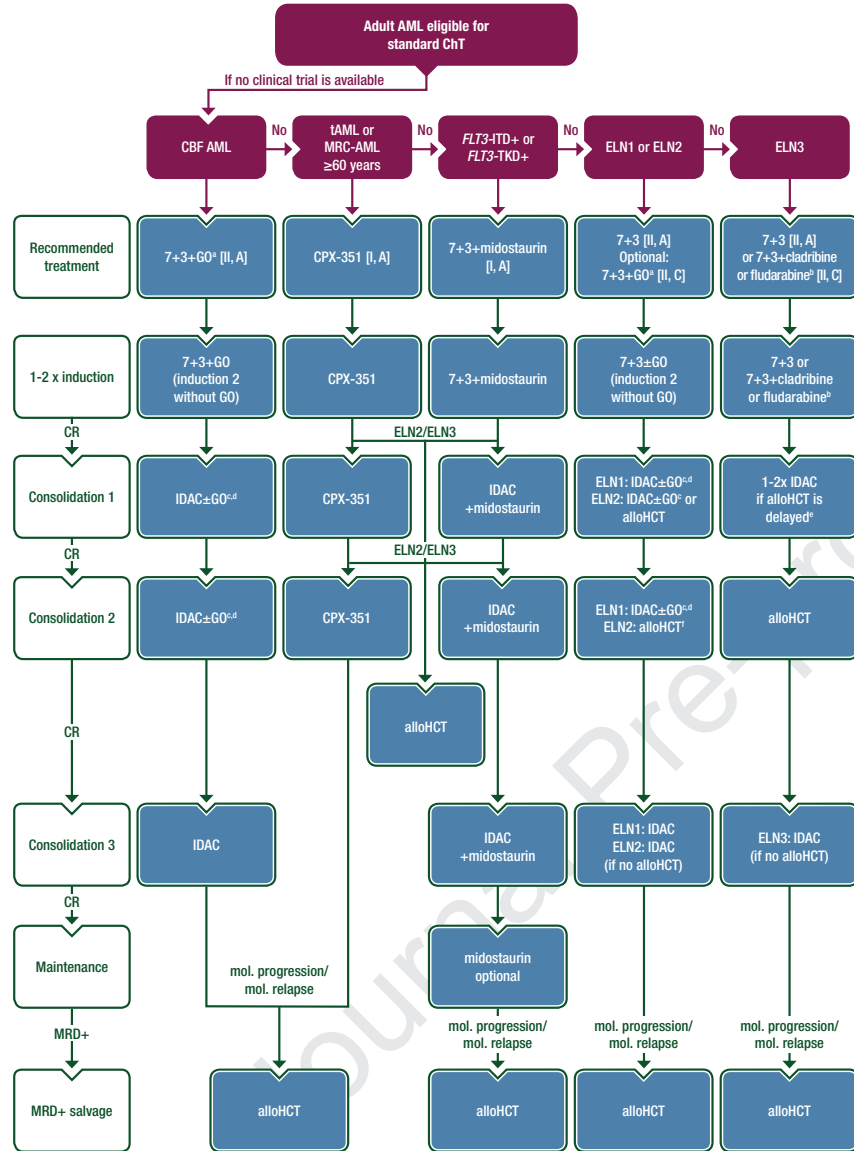 Adult AML eligible for
standard ChT
If no clinical trial is available
CBF AML
No
tAML or
MRC-AML
≥60 years
No
FLT3-ITD+ or
FLT3-TKD+
No
ELN1 or ELN2
No
ELN3
Recommended
treatment
7+3+GOᵃ [II, A]
CPX-351 [I, A]
7+3+midostaurin
[I, A]
7+3 [II, A]
Optional:
7+3+GOᵃ [II, C]
7+3 [II, A]
or 7+3+cladribine
or fludarabineᵇ [II, C]
1-2 x induction
7+3+GO
(induction 2
without GO)
CPX-351
7+3+midostaurin
7+3±GO
(induction 2
without GO)
7+3 or
7+3+cladribine
or fludarabineᵇ
CR
ELN2/ELN3
Consolidation 1
IDAC±GOᶜ,ᵈ
CPX-351
IDAC
+midostaurin
ELN1: IDAC±GOᶜ,ᵈ
ELN2: IDAC±GOᶜ or
alloHCT
1-2x IDAC
if alloHCT is
delayedᵉ
CR
ELN2/ELN3
Consolidation 2
IDAC±GOᶜ,ᵈ
CPX-351
IDAC
+midostaurin
ELN1: IDAC±GOᶜ,ᵈ
ELN2: alloHCTᶠ
alloHCT
alloHCT
CR
Consolidation 3
IDAC
IDAC
+midostaurin
ELN1: IDAC
ELN2: IDAC
(if no alloHCT)
ELN3: IDAC
(if no alloHCT)
CR
Maintenance
midostaurin
optional
mol. progression/
mol. relapse
MRD+
mol. progression/
mol. relapse
mol. progression/
mol. relapse
mol. progression/
mol. relapse
MRD+ salvage
alloHCT
alloHCT
alloHCT
alloHCT
Journal Pre-pro